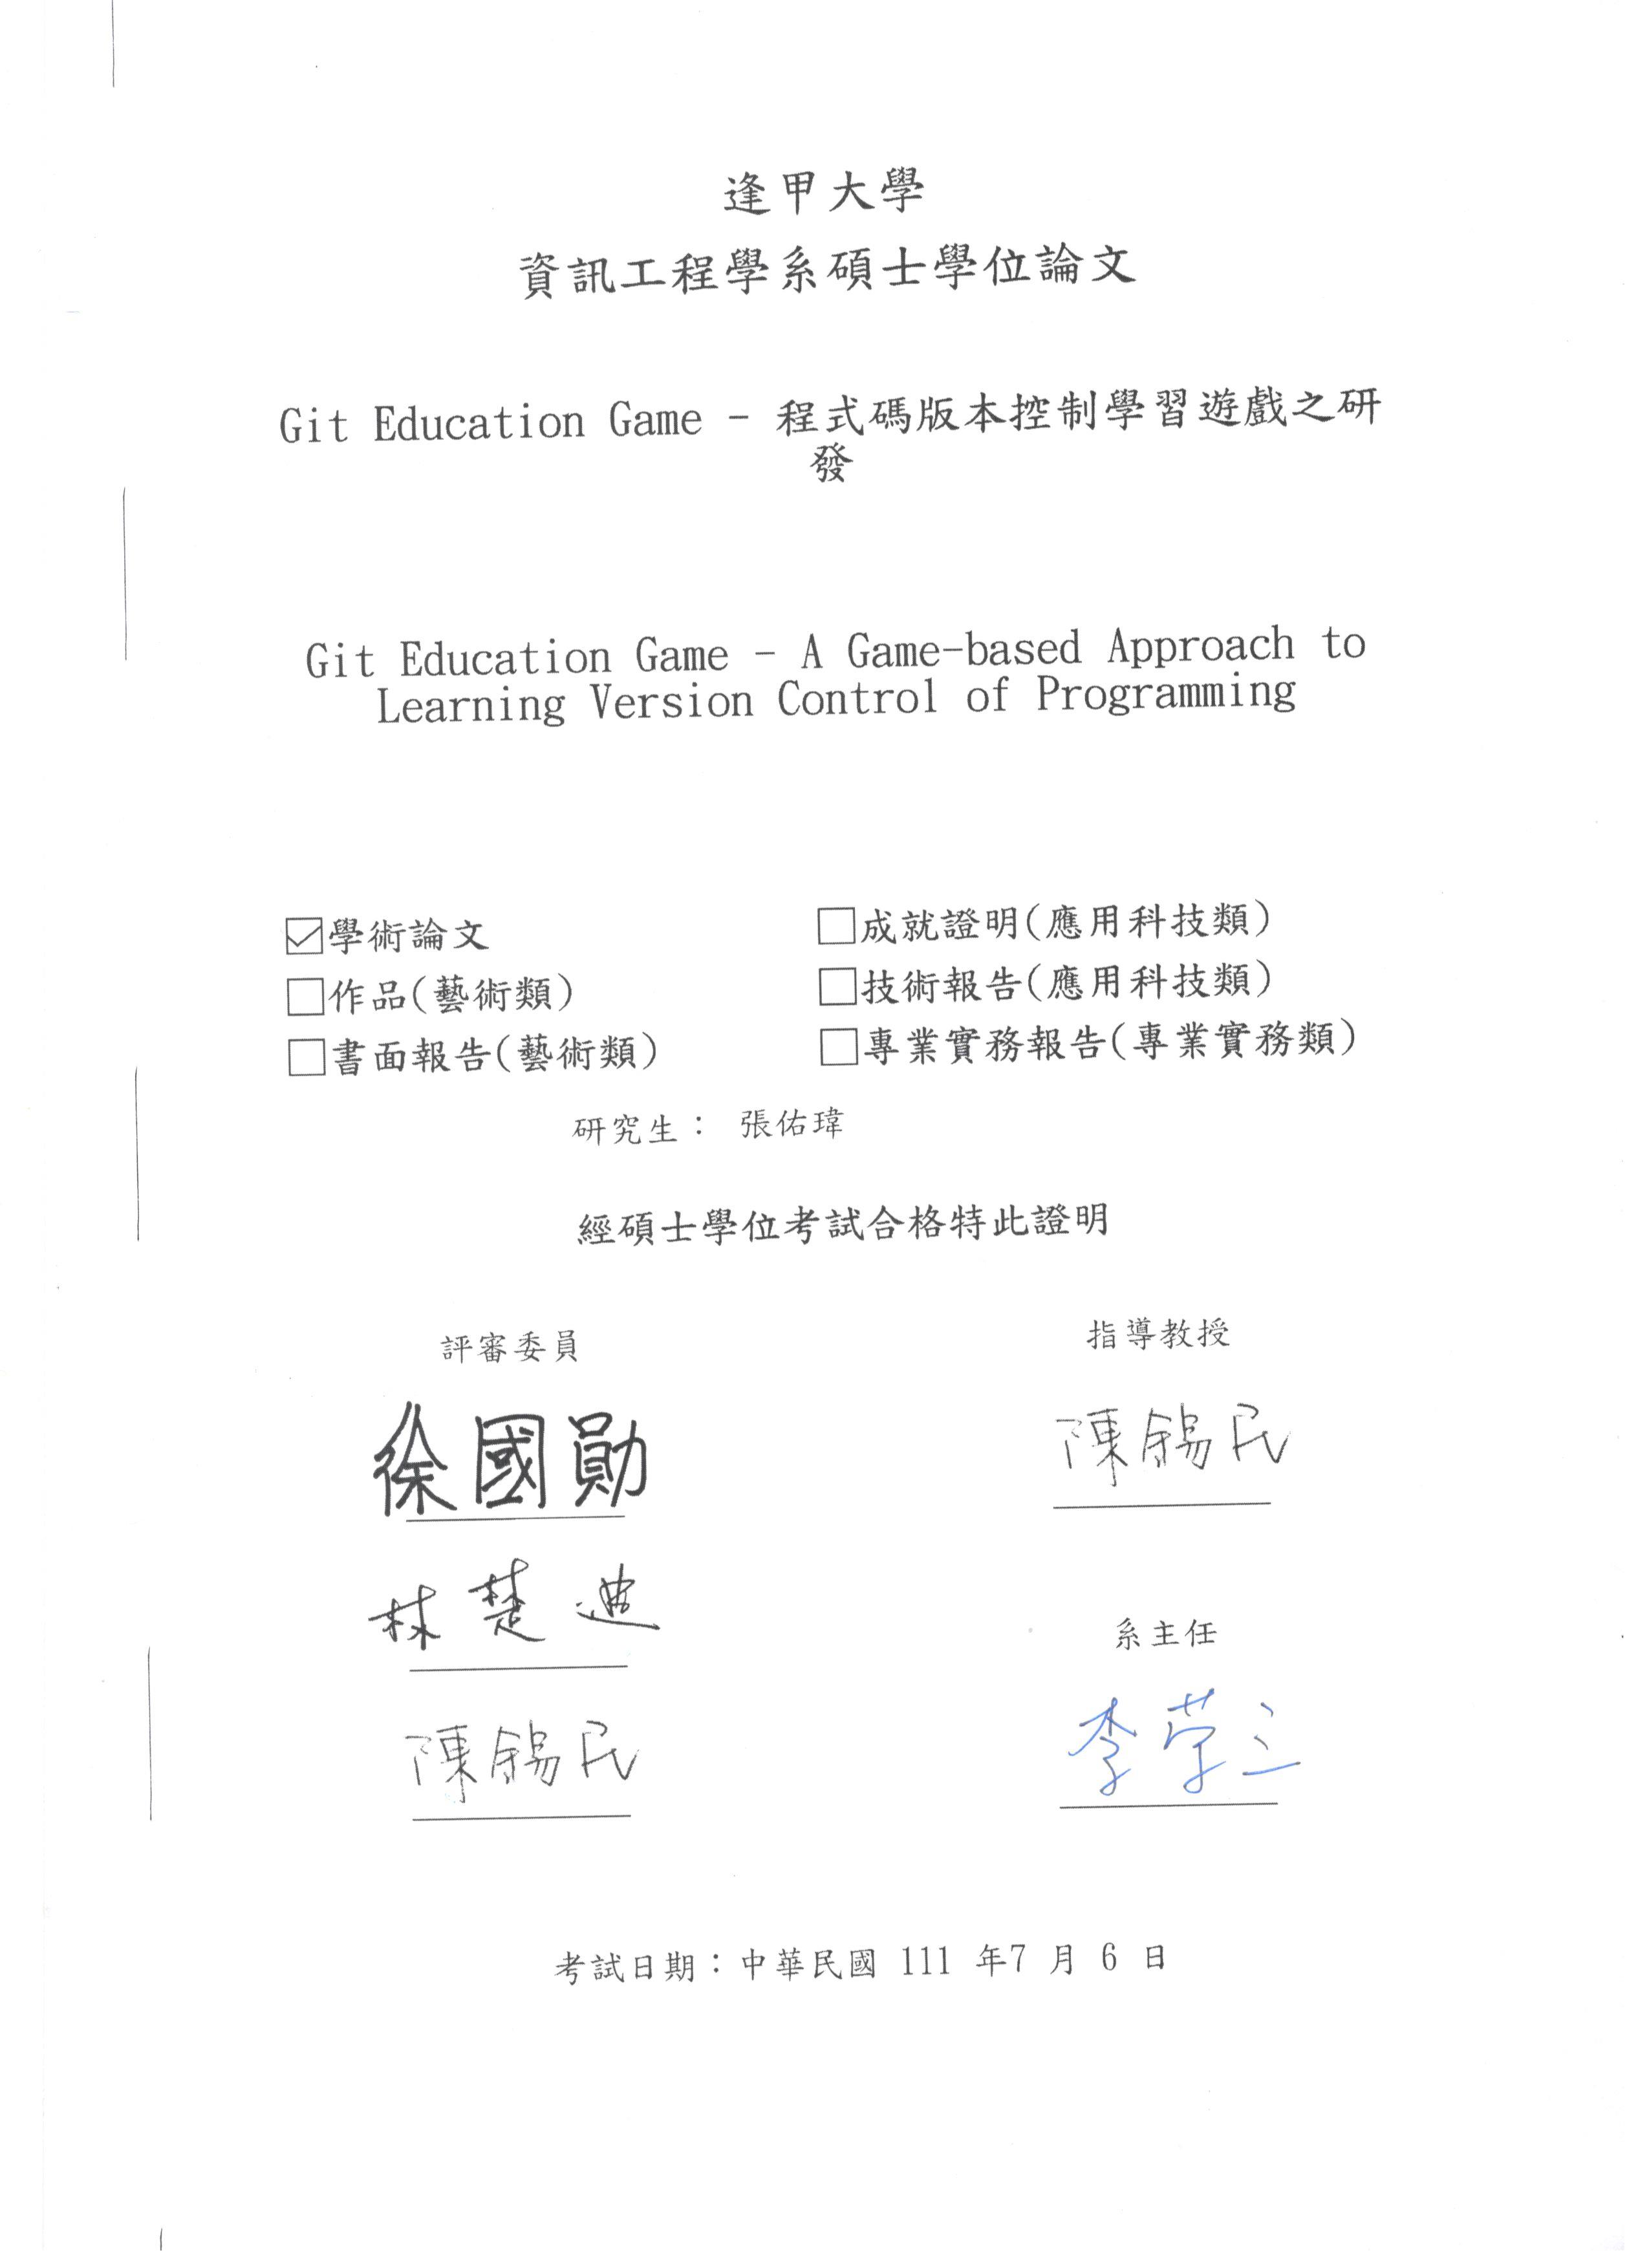 逢甲大學
資訊工程學系碩士學位論文
Git Education Game - 程式碼版本控制學習遊戲之研
發
Git Education Game - A Game-based Approach to
Learning Version Control of Programming
☑學術論文 □成就證明(應用科技類)
□作品(藝術類) □技術報告(應用科技類)
□書面報告(藝術類) □專業實務報告(專業實務類)
研究生： 張佑瑋
經碩士學位考試合格特此證明
評審委員 指導教授
徐國勛 陳錫民
林楚迪
系主任
陳錫民 李榮三
考試日期：中華民國 111 年7 月 6 日